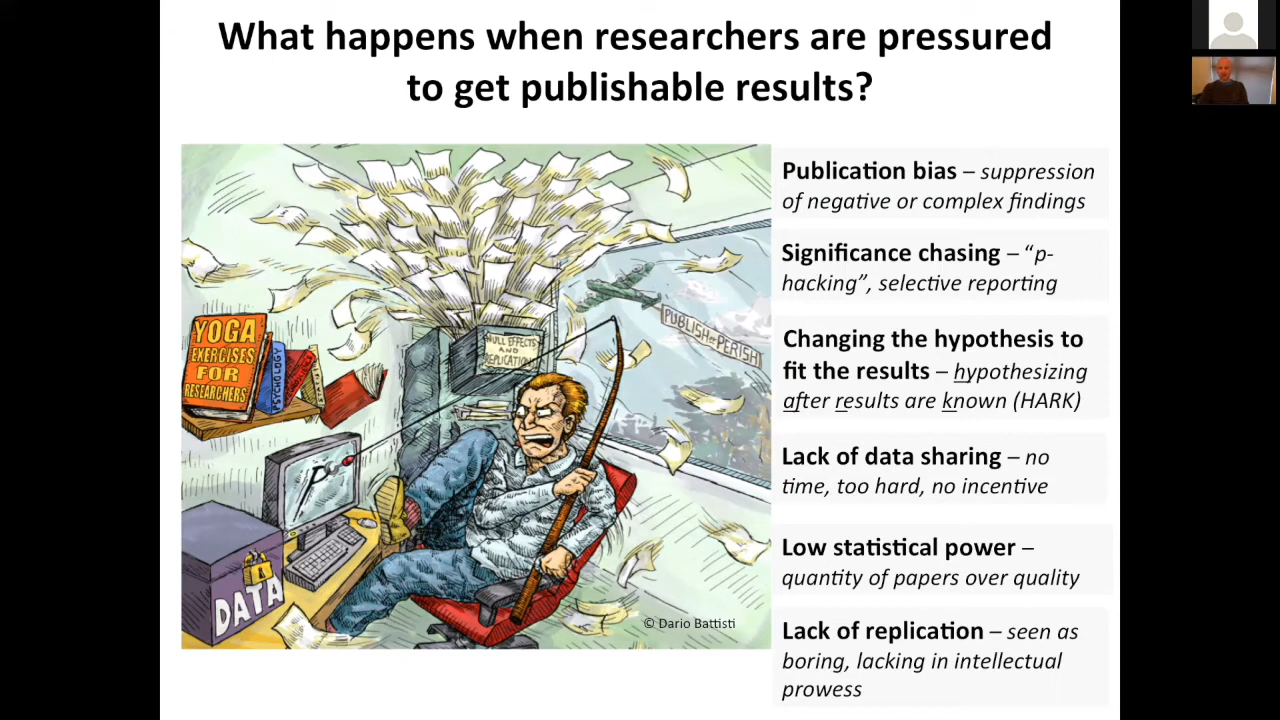 What happens when researchers are pressured
to get publishable results?
Publication bias – suppression
of negative or complex findings
Significance chasing – “p-
hacking”, selective reporting
Changing the hypothesis to
fit the results – hypothesizing
after results are known (HARK)
Lack of data sharing – no
time, too hard, no incentive
Low statistical power –
quantity of papers over quality
Lack of replication – seen as
boring, lacking in intellectual
prowess
PUBLISH or PERISH!
NULL EFFECTS
AND
REPLICATION
YOGA
EXERCISES
FOR
RESEARCHERS
PSYCHOLOGY
DATA
© Dario Battisti